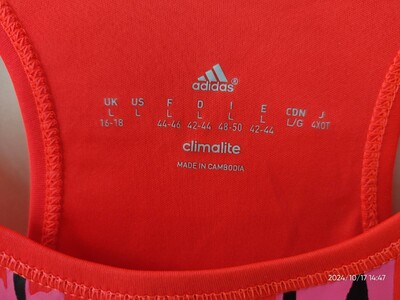 adidas®
UK US F D I E CDN J
L L L L L L L/G 4XOT
16-18 44-46 42-44 48-50 42-44
climalite
MADE IN CAMBODIA
2024/10/17 14:47